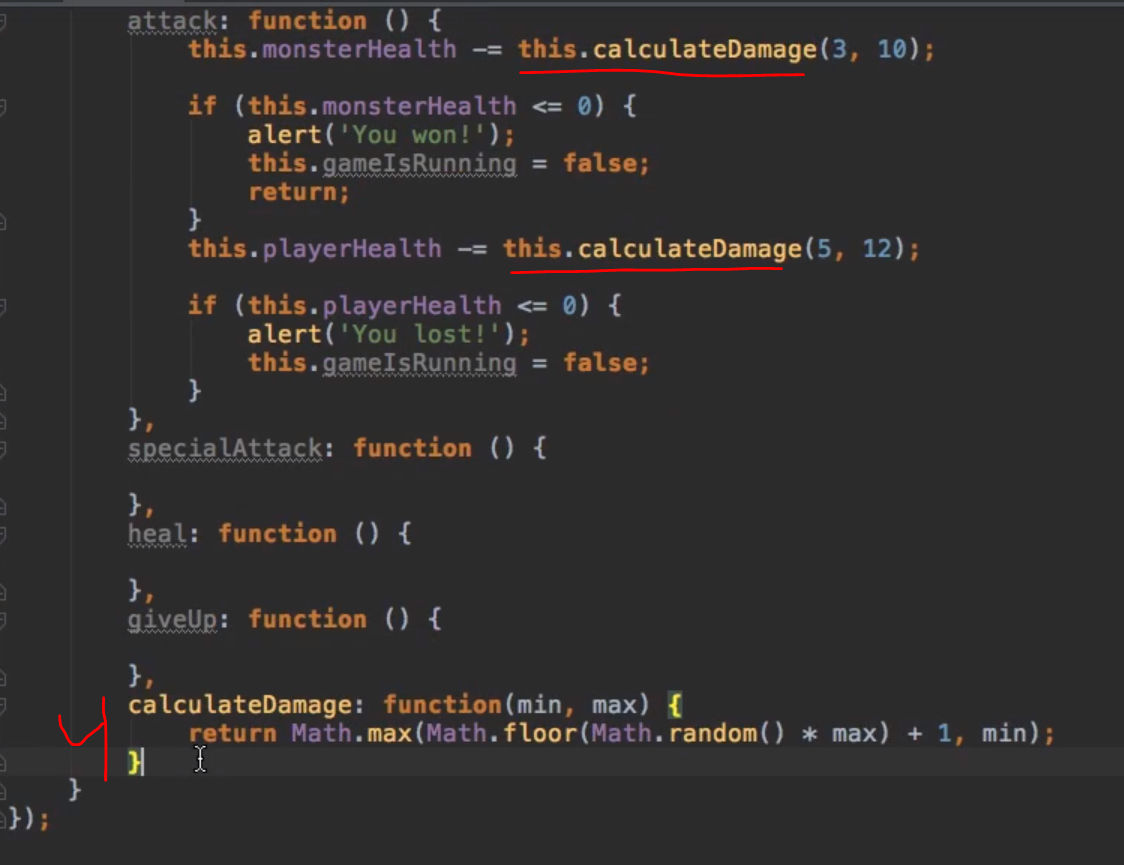 attack: function () {
this.monsterHealth -= this.calculateDamage(3, 10);
if (this.monsterHealth <= 0) {
alert('You won!');
this.gameIsRunning = false;
return;
}
this.playerHealth -= this.calculateDamage(5, 12);
if (this.playerHealth <= 0) {
alert('You lost!');
this.gameIsRunning = false;
}
},
specialAttack: function () {
},
heal: function () {
},
giveUp: function () {
},
calculateDamage: function(min, max) {
return Math.max(Math.floor(Math.random() * max) + 1, min);
}
}
});